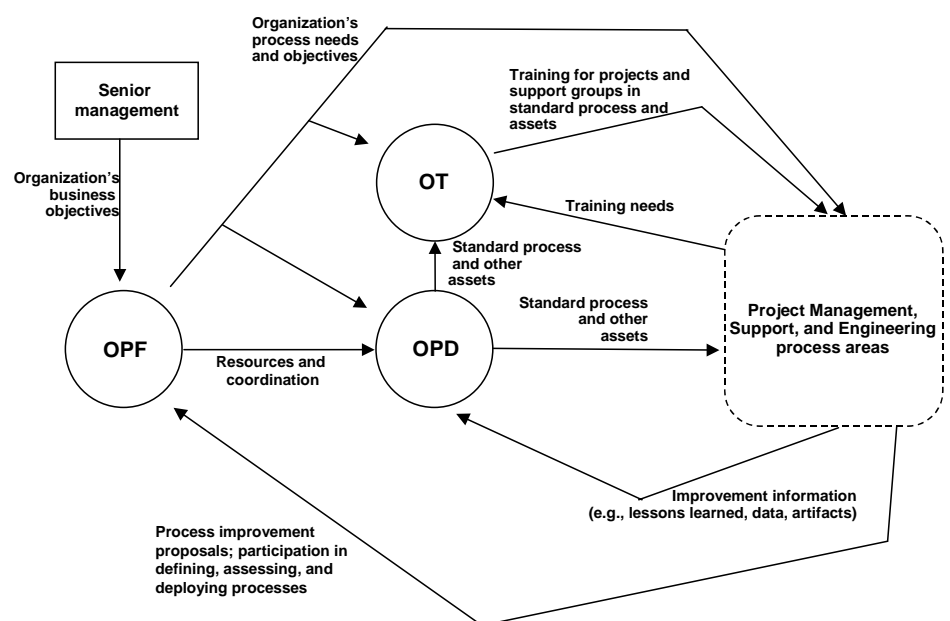 Organization's
process needs
and objectives
Senior
management
Training for projects and
support groups in
standard process and
assets
Organization's
business
objectives
OT
Training needs
Standard process
and other
assets
Standard process
and other
assets
Project Management,
Support, and Engineering
process areas
OPF
OPD
Resources and
coordination
Improvement information
(e.g., lessons learned, data, artifacts)
Process improvement
proposals; participation in
defining, assessing, and
deploying processes